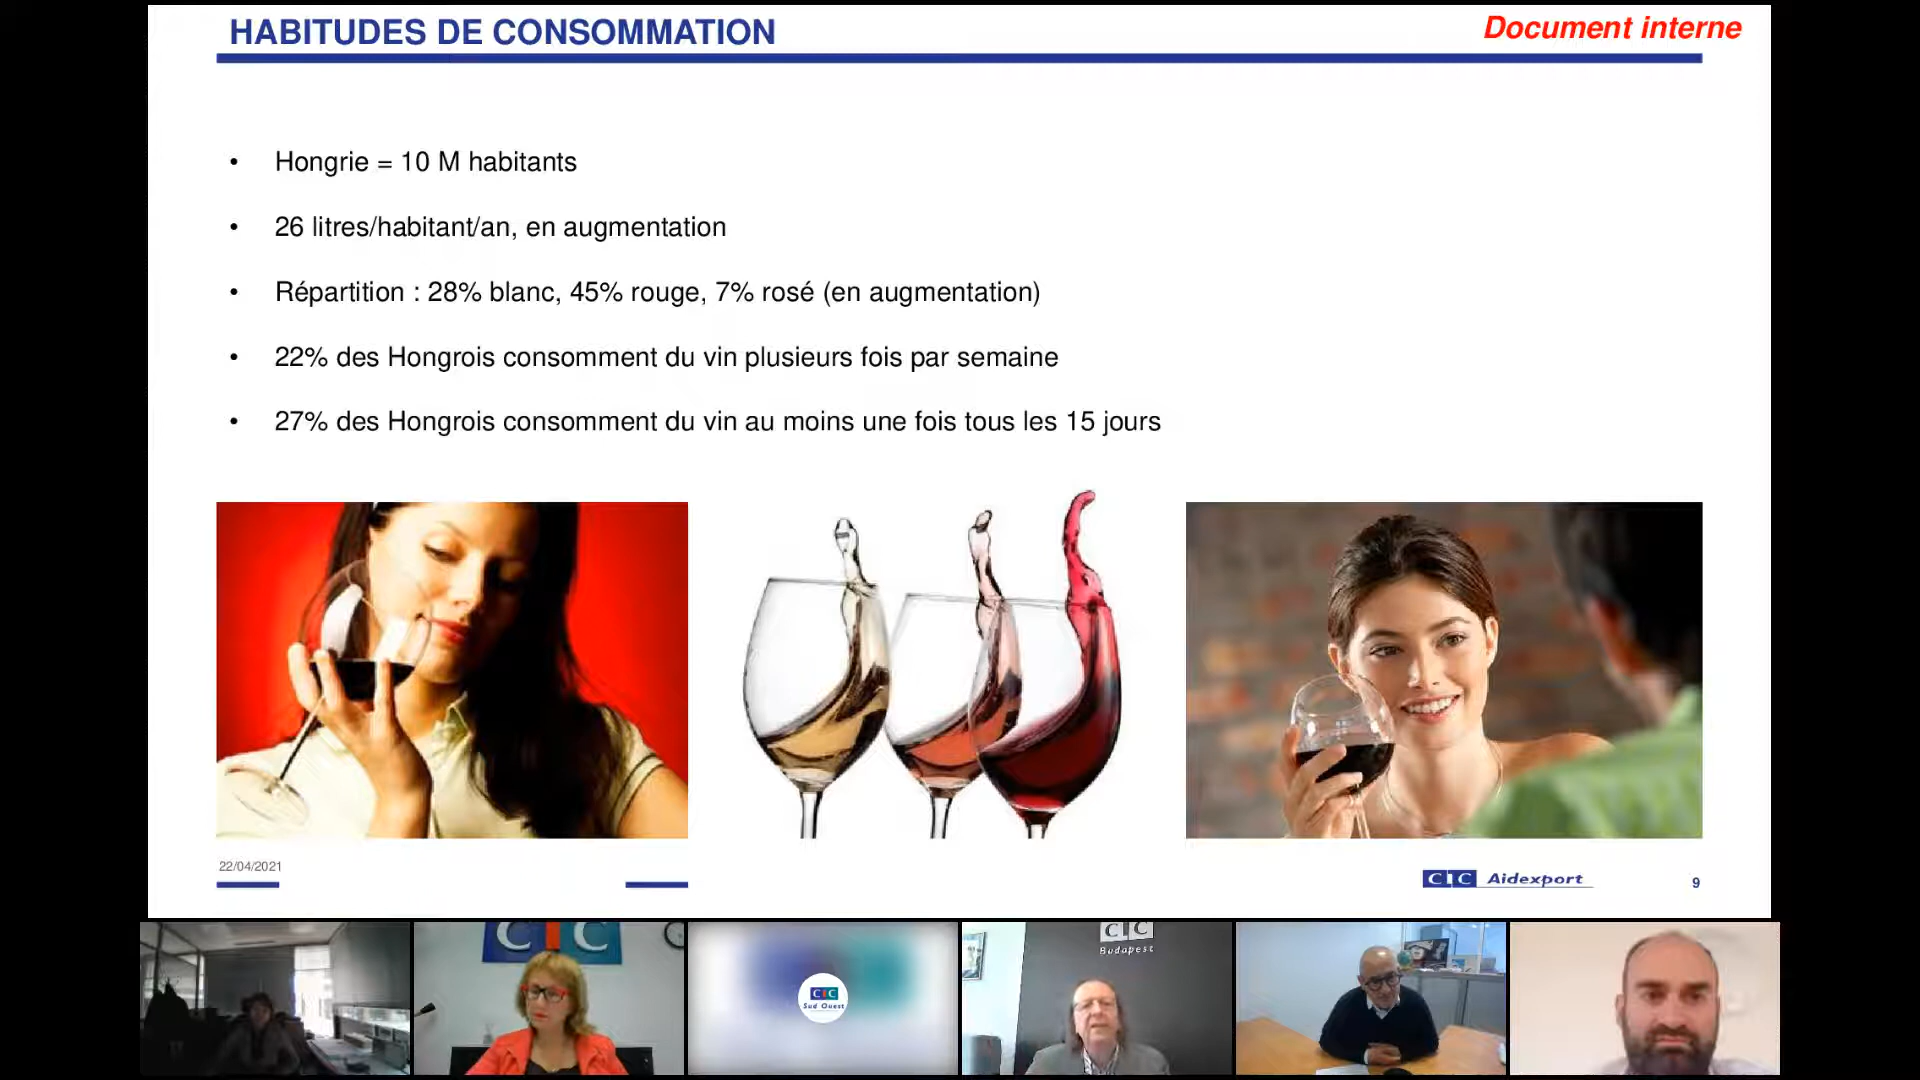 HABITUDES DE CONSOMMATION
Document interne
• Hongrie = 10 M habitants
• 26 litres/habitant/an, en augmentation
• Répartition : 28% blanc, 45% rouge, 7% rosé (en augmentation)
• 22% des Hongrois consomment du vin plusieurs fois par semaine
• 27% des Hongrois consomment du vin au moins une fois tous les 15 jours
22/04/2021
CIC Aidexport
9
CIC
CIC
Sud Ouest
CIC
Budapest